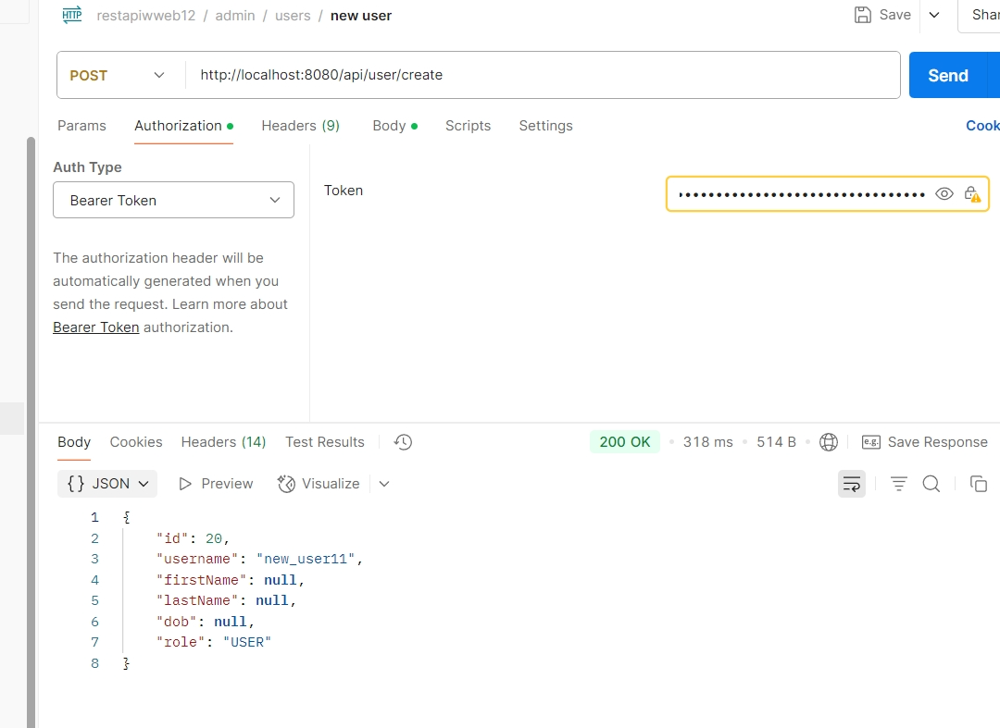 HTTP restapiwweb12 / admin / users / new user Save
POST http://localhost:8080/api/user/create Send
Params Authorization Headers (9) Body Scripts Settings
Auth Type
Bearer Token
Token ••••••••••••••••••••••••••••••
The authorization header will be
automatically generated when you
send the request. Learn more about
Bearer Token authorization.
Body Cookies Headers (14) Test Results 200 OK • 318 ms • 514 B e.g. Save Response
{} JSON Preview Visualize
1 {
2 "id": 20,
3 "username": "new_user11",
4 "firstName": null,
5 "lastName": null,
6 "dob": null,
7 "role": "USER"
8 }